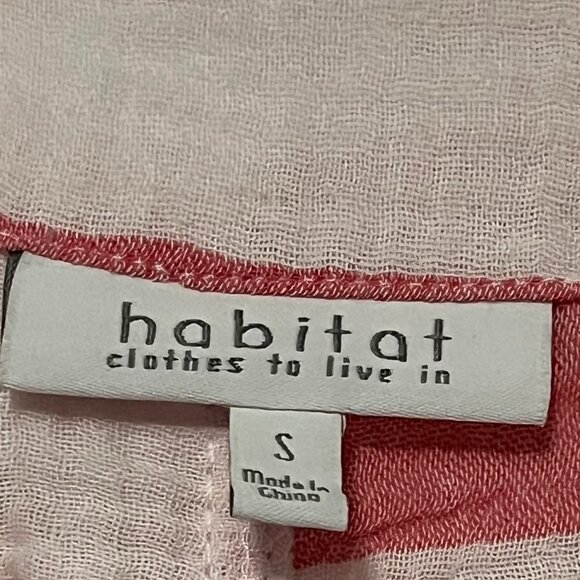 habitat
clothes to live in
S
Made In
China